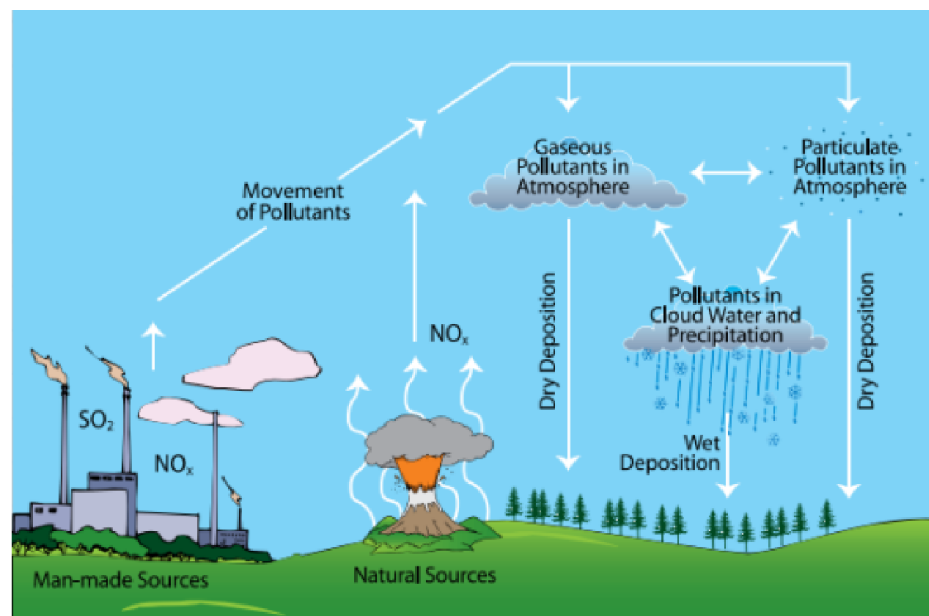 Gaseous
Pollutants in
Atmosphere
Particulate
Pollutants in
Atmosphere
Movement
of Pollutants
Pollutants in
Cloud Water and
Precipitation
Dry Deposition
Dry Deposition
NOx
SO2
NOx
Wet
Deposition
Man-made Sources
Natural Sources